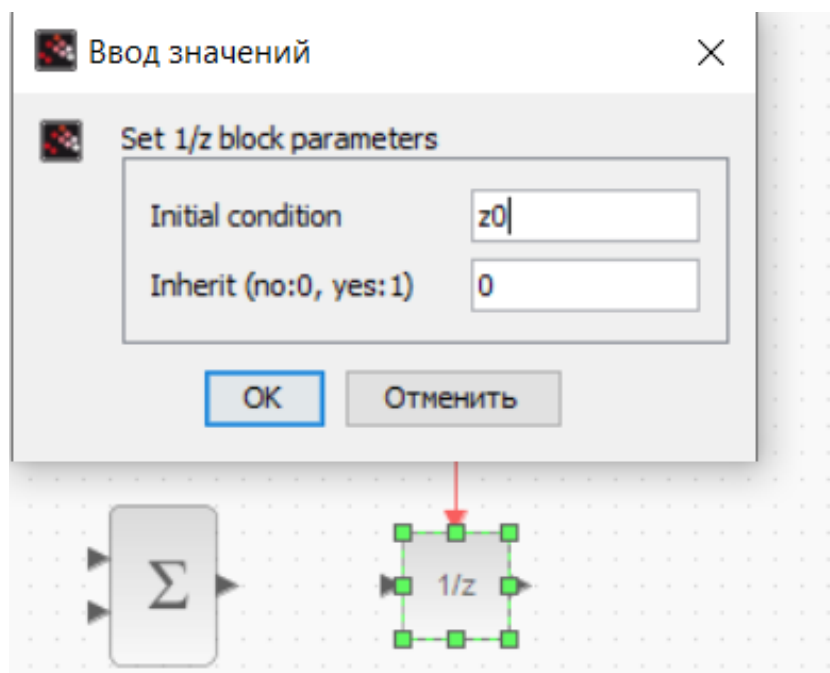 Ввод значений
Set 1/z block parameters
Initial condition z0
Inherit (no:0, yes:1) 0
OK Отменить
Σ 1/z